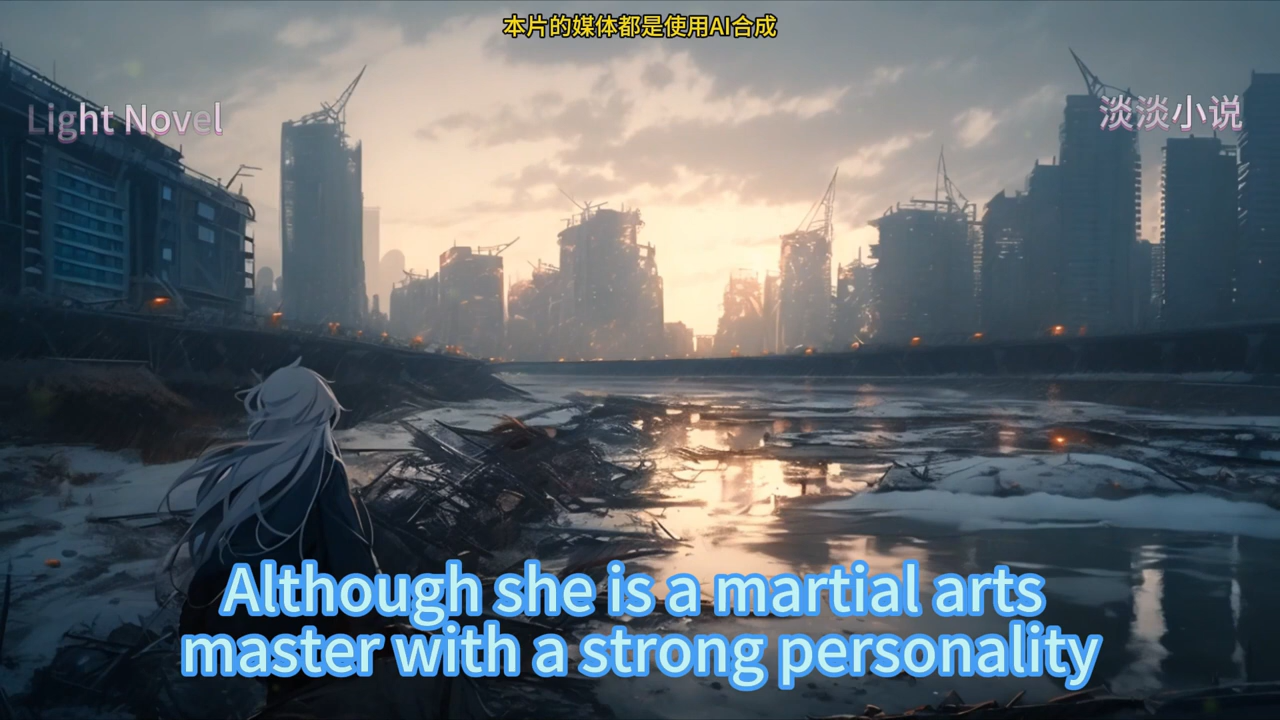 本片的媒体都是使用AI合成
Light Novel
淡淡小说
Although she is a martial arts
master with a strong personality